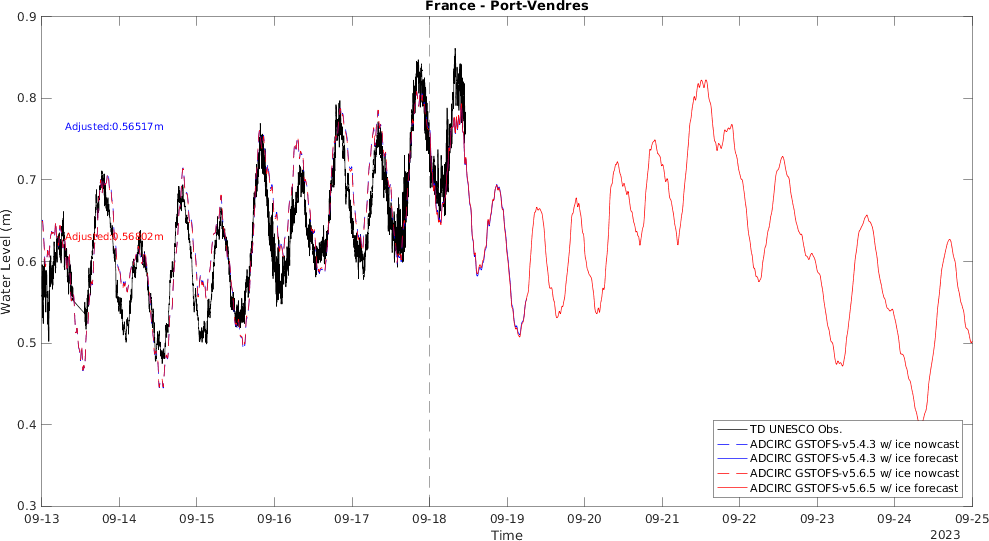 France - Port-Vendres
0.9
0.8
0.7
0.6
0.5
0.4
0.3
Water Level (m)
Adjusted:0.56517m
Adjusted:0.56802m
TD UNESCO Obs.
ADCIRC GSTOFS-v5.4.3 w/ ice nowcast
ADCIRC GSTOFS-v5.4.3 w/ ice forecast
ADCIRC GSTOFS-v5.6.5 w/ ice nowcast
ADCIRC GSTOFS-v5.6.5 w/ ice forecast
09-13 09-14 09-15 09-16 09-17 09-18 09-19 09-20 09-21 09-22 09-23 09-24 09-25
Time
2023